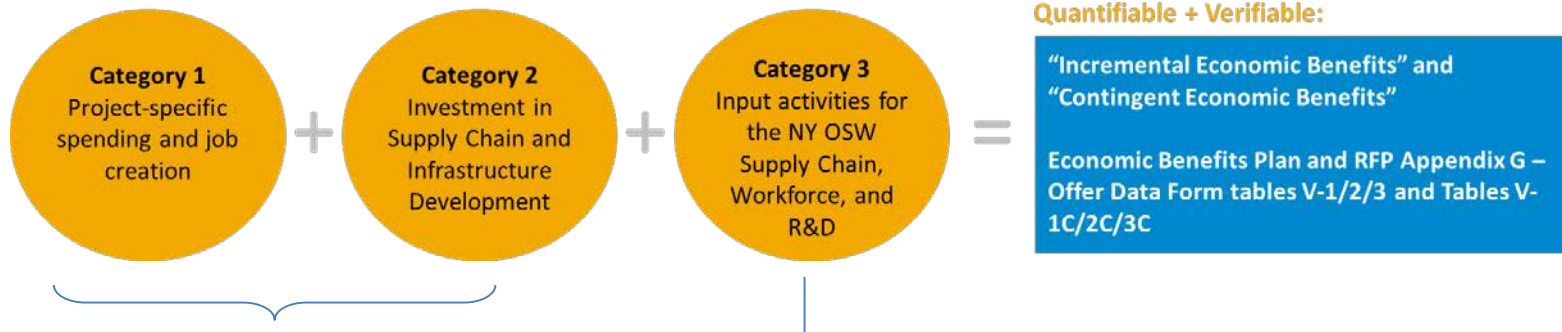 Category 1
Project-specific
spending and job
creation
+
Category 2
Investment in
Supply Chain and
Infrastructure
Development
+
Category 3
Input activities for
the NY OSW
Supply Chain,
Workforce, and
R&D
=
Quantifiable + Verifiable:
“Incremental Economic Benefits” and
“Contingent Economic Benefits”
Economic Benefits Plan and RFP Appendix G –
Offer Data Form tables V-1/2/3 and Tables V-
1C/2C/3C